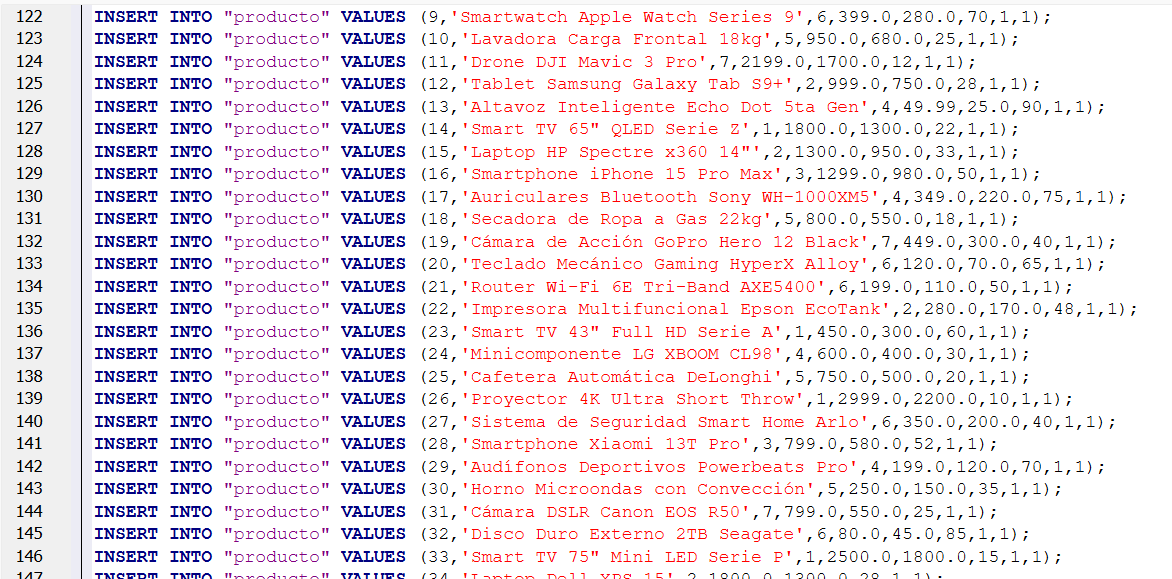 122 INSERT INTO "producto" VALUES (9,'Smartwatch Apple Watch Series 9',6,399.0,280.0,70,1,1);
123 INSERT INTO "producto" VALUES (10,'Lavadora Carga Frontal 18kg',5,950.0,680.0,25,1,1);
124 INSERT INTO "producto" VALUES (11,'Drone DJI Mavic 3 Pro',7,2199.0,1700.0,12,1,1);
125 INSERT INTO "producto" VALUES (12,'Tablet Samsung Galaxy Tab S9+',2,999.0,750.0,28,1,1);
126 INSERT INTO "producto" VALUES (13,'Altavoz Inteligente Echo Dot 5ta Gen',4,49.99,25.0,90,1,1);
127 INSERT INTO "producto" VALUES (14,'Smart TV 65" QLED Serie Z',1,1800.0,1300.0,22,1,1);
128 INSERT INTO "producto" VALUES (15,'Laptop HP Spectre x360 14"',2,1300.0,950.0,33,1,1);
129 INSERT INTO "producto" VALUES (16,'Smartphone iPhone 15 Pro Max',3,1299.0,980.0,50,1,1);
130 INSERT INTO "producto" VALUES (17,'Auriculares Bluetooth Sony WH-1000XM5',4,349.0,220.0,75,1,1);
131 INSERT INTO "producto" VALUES (18,'Secadora de Ropa a Gas 22kg',5,800.0,550.0,18,1,1);
132 INSERT INTO "producto" VALUES (19,'Cámara de Acción GoPro Hero 12 Black',7,449.0,300.0,40,1,1);
133 INSERT INTO "producto" VALUES (20,'Teclado Mecánico Gaming HyperX Alloy',6,120.0,70.0,65,1,1);
134 INSERT INTO "producto" VALUES (21,'Router Wi-Fi 6E Tri-Band AXE5400',6,199.0,110.0,50,1,1);
135 INSERT INTO "producto" VALUES (22,'Impresora Multifuncional Epson EcoTank',2,280.0,170.0,48,1,1);
136 INSERT INTO "producto" VALUES (23,'Smart TV 43" Full HD Serie A',1,450.0,300.0,60,1,1);
137 INSERT INTO "producto" VALUES (24,'Minicomponente LG XBOOM CL98',4,600.0,400.0,30,1,1);
138 INSERT INTO "producto" VALUES (25,'Cafetera Automática DeLonghi',5,750.0,500.0,20,1,1);
139 INSERT INTO "producto" VALUES (26,'Proyector 4K Ultra Short Throw',1,2999.0,2200.0,10,1,1);
140 INSERT INTO "producto" VALUES (27,'Sistema de Seguridad Smart Home Arlo',6,350.0,200.0,40,1,1);
141 INSERT INTO "producto" VALUES (28,'Smartphone Xiaomi 13T Pro',3,799.0,580.0,52,1,1);
142 INSERT INTO "producto" VALUES (29,'Audífonos Deportivos Powerbeats Pro',4,199.0,120.0,70,1,1);
143 INSERT INTO "producto" VALUES (30,'Horno Microondas con Convección',5,250.0,150.0,35,1,1);
144 INSERT INTO "producto" VALUES (31,'Cámara DSLR Canon EOS R50',7,799.0,550.0,25,1,1);
145 INSERT INTO "producto" VALUES (32,'Disco Duro Externo 2TB Seagate',6,80.0,45.0,85,1,1);
146 INSERT INTO "producto" VALUES (33,'Smart TV 75" Mini LED Serie P',1,2500.0,1800.0,15,1,1);
147 INSERT INTO "producto" VALUES (34,'Laptop Dell XPS 15',2,1800.0,1300.0,28,1,1);